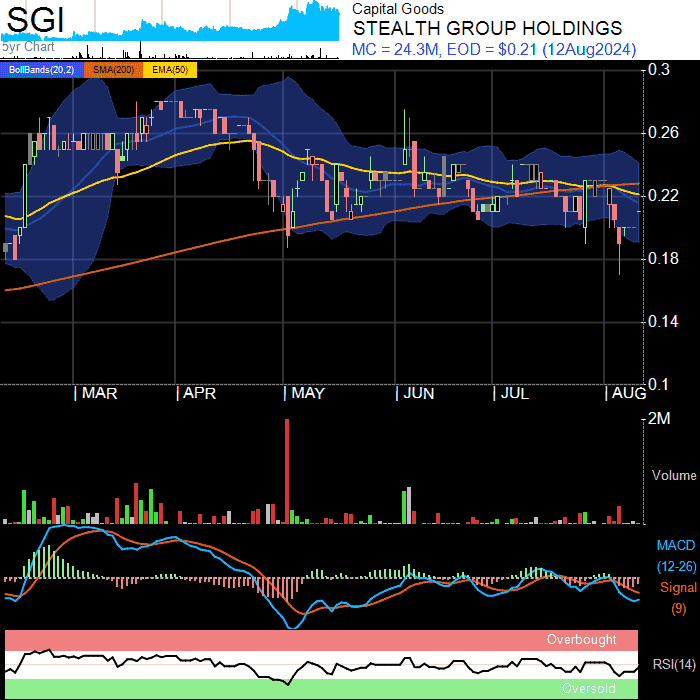 SGI
Capital Goods
STEALTH GROUP HOLDINGS
5yr Chart
MC = 24.3M, EOD = $0.21 (12Aug2024)
BollBands(20,2) SMA(200) EMA(50)
0.3
0.26
0.22
0.18
0.14
0.1
| MAR | APR | MAY | JUN | JUL | AUG
2M
Volume
MACD
(12-26)
Signal
(9)
Overbought
RSI(14)
Oversold